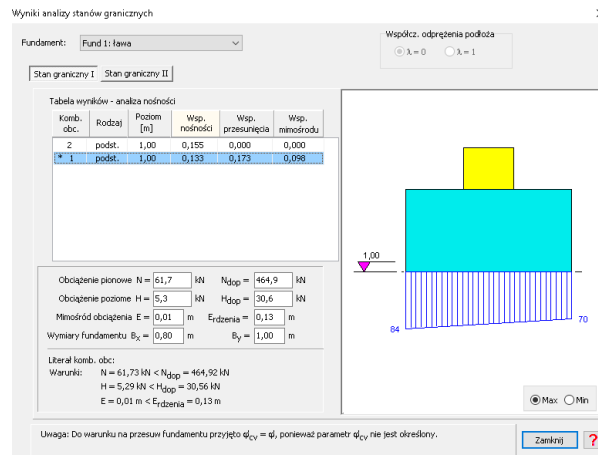 Wyniki analizy stanów granicznych
Fundament: Fund 1: ława
Współcz. odprężenia podłoża
λ = 0 λ = 1
Stan graniczny I Stan graniczny II
Tabela wyników - analiza nośności
Komb. obc. Rodzaj Poziom [m] Wsp. nośności Wsp. przesunięcia Wsp. mimośrodu
2 podst. 1,00 0,155 0,000 0,000
* 1 podst. 1,00 0,133 0,173 0,098
1,00
84
70
Obciążenie pionowe N = 61,7 kN Ndop = 464,9 kN
Obciążenie poziome H = 5,3 kN Hdop = 30,6 kN
Mimośród obciążenia E = 0,01 m Erdzenia = 0,13 m
Wymiary fundamentu Bx = 0,80 m By = 1,00 m
Literał komb. obc:
Warunki: N = 61,73 kN < Ndop = 464,92 kN
H = 5,29 kN < Hdop = 30,56 kN
E = 0,01 m < Erdzenia = 0,13 m
Max Min
Uwaga: Do warunku na przesuw fundamentu przyjęto φ'cv = φ', ponieważ parametr φ'cv nie jest określony.
Zamknij ?